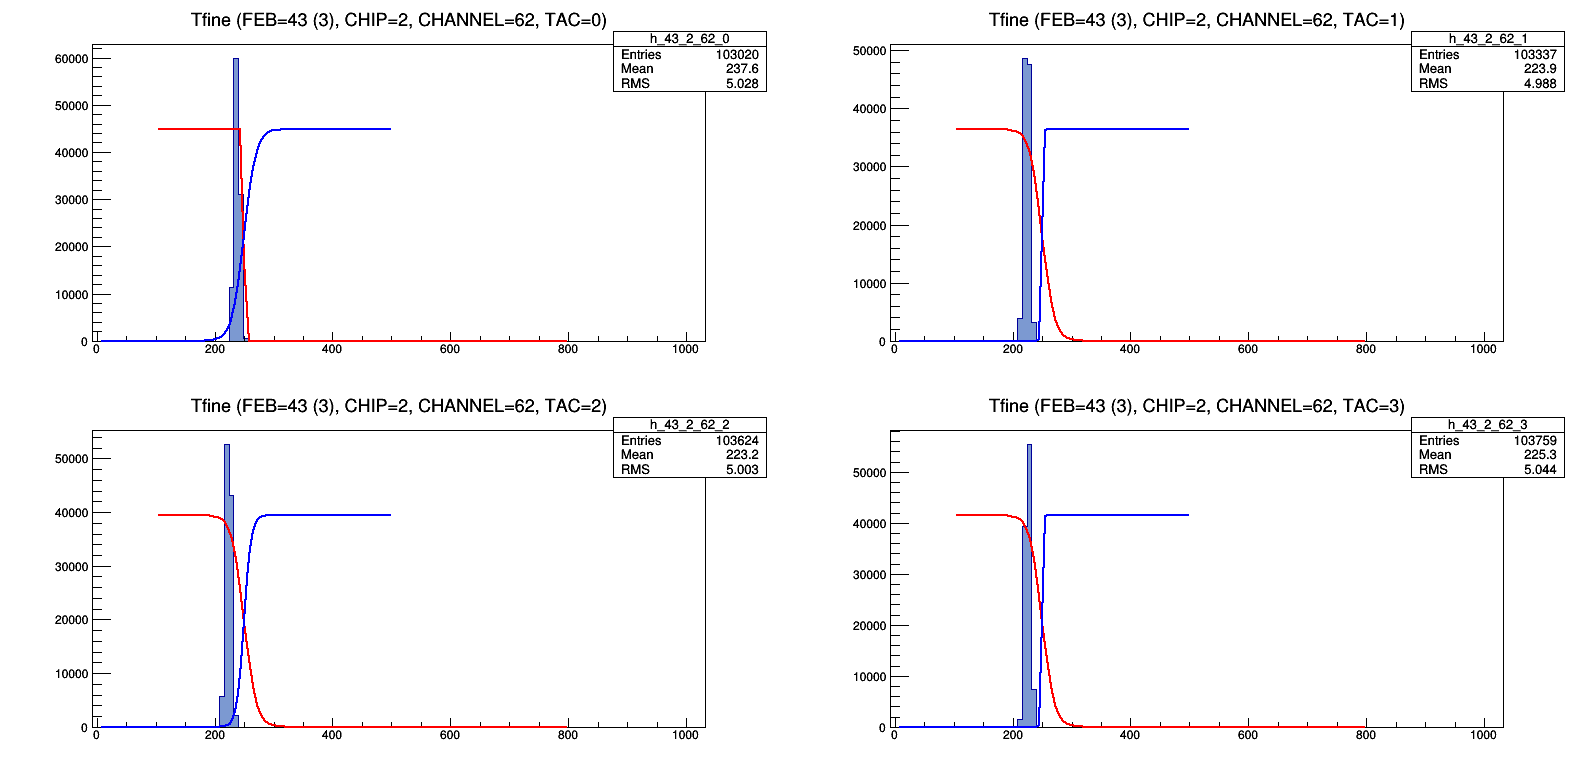 Tfine (FEB=43 (3), CHIP=2, CHANNEL=62, TAC=0)
h_43_2_62_0
Entries 103020
Mean 237.6
RMS 5.028
60000
50000
40000
30000
20000
10000
0
0 200 400 600 800 1000
Tfine (FEB=43 (3), CHIP=2, CHANNEL=62, TAC=1)
h_43_2_62_1
Entries 103337
Mean 223.9
RMS 4.988
50000
40000
30000
20000
10000
0
0 200 400 600 800 1000
Tfine (FEB=43 (3), CHIP=2, CHANNEL=62, TAC=2)
h_43_2_62_2
Entries 103624
Mean 223.2
RMS 5.003
50000
40000
30000
20000
10000
0
0 200 400 600 800 1000
Tfine (FEB=43 (3), CHIP=2, CHANNEL=62, TAC=3)
h_43_2_62_3
Entries 103759
Mean 225.3
RMS 5.044
50000
40000
30000
20000
10000
0
0 200 400 600 800 1000